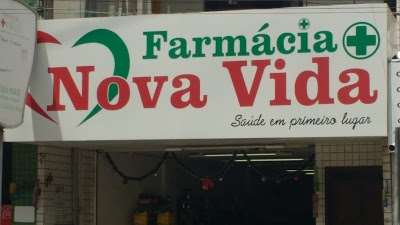 Farmácia
Nova Vida
Saúde em primeiro lugar